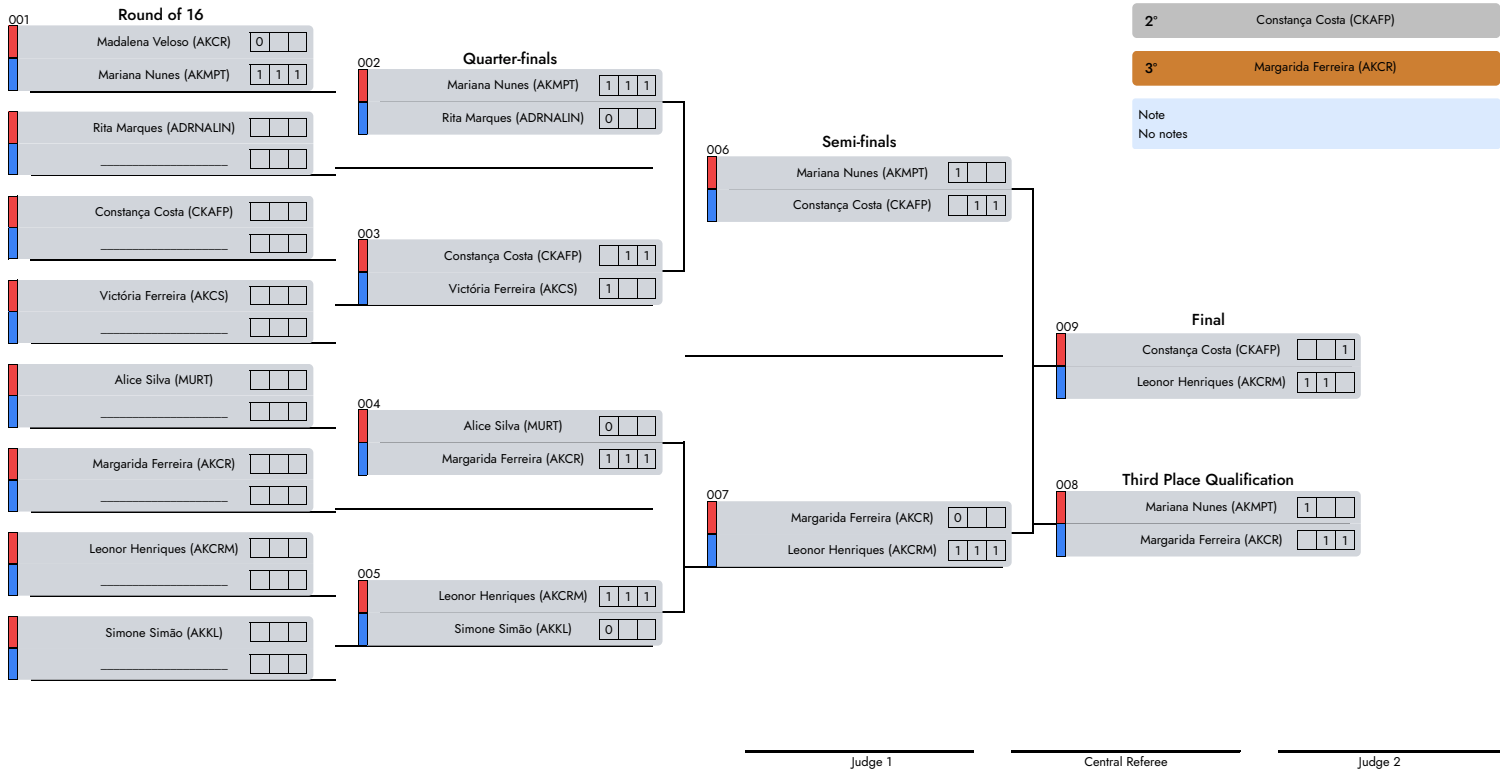 Round of 16
001
Madalena Veloso (AKCR) 0
Mariana Nunes (AKMPT) 1 1 1
Rita Marques (ADRNALIN)
____________________
Constança Costa (CKAFP)
____________________
Victória Ferreira (AKCS)
____________________
Alice Silva (MURT)
____________________
Margarida Ferreira (AKCR)
____________________
Leonor Henriques (AKCRM)
____________________
Simone Simão (AKKL)
____________________
Quarter-finals
002
Mariana Nunes (AKMPT) 1 1 1
Rita Marques (ADRNALIN) 0
003
Constança Costa (CKAFP) 1 1
Victória Ferreira (AKCS) 1
004
Alice Silva (MURT) 0
Margarida Ferreira (AKCR) 1 1 1
005
Leonor Henriques (AKCRM) 1 1 1
Simone Simão (AKKL) 0
Semi-finals
006
Mariana Nunes (AKMPT) 1
Constança Costa (CKAFP) 1 1
007
Margarida Ferreira (AKCR) 0
Leonor Henriques (AKCRM) 1 1 1
Final
009
Constança Costa (CKAFP) 1
Leonor Henriques (AKCRM) 1 1
Third Place Qualification
008
Mariana Nunes (AKMPT) 1
Margarida Ferreira (AKCR) 1 1
2° Constança Costa (CKAFP)
3° Margarida Ferreira (AKCR)
Note
No notes
Judge 1
Central Referee
Judge 2